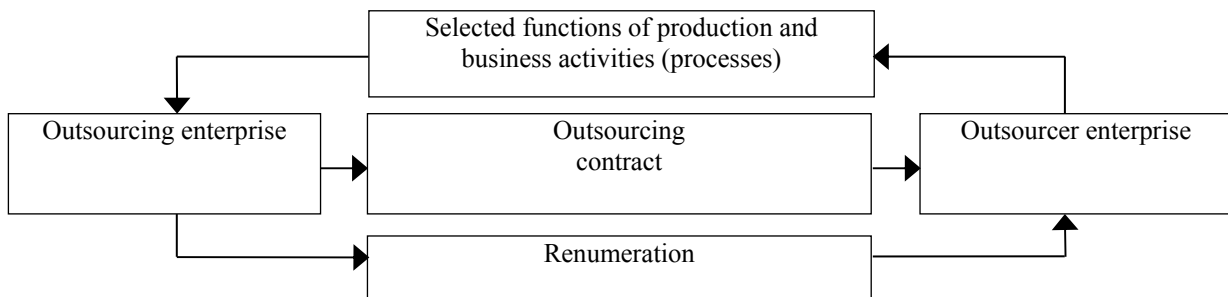 Selected functions of production and
business activities (processes)
Outsourcing enterprise
Outsourcing
contract
Outsourcer enterprise
Renumeration